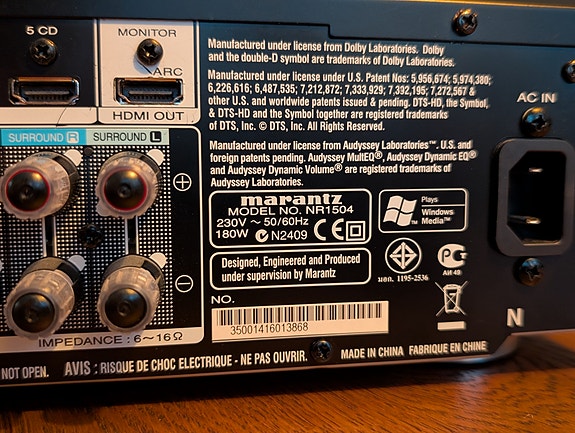 5 CD
MONITOR
ARC
HDMI OUT
SURROUND R
SURROUND L
IMPEDANCE : 6~16Ω
Manufactured under license from Dolby Laboratories. Dolby
and the double-D symbol are trademarks of Dolby Laboratories.
Manufactured under license under U.S. Patent Nos: 5,956,674; 5,974,380;
6,226,616; 6,487,535; 7,212,872; 7,333,929; 7,392,195; 7,272,567 &
other U.S. and worldwide patents issued & pending. DTS-HD, the Symbol,
& DTS-HD and the Symbol together are registered trademarks
of DTS, Inc. © DTS, Inc. All Rights Reserved.
Manufactured under license from Audyssey Laboratories™. U.S. and
foreign patents pending. Audyssey MultEQ®, Audyssey Dynamic EQ®
and Audyssey Dynamic Volume® are registered trademarks of
Audyssey Laboratories.
marantz
MODEL NO. NR1504
230V ~ 50/60Hz
180W N2409 CE
Designed, Engineered and Produced
under supervision by Marantz
Plays
Windows
Media™
มอก. 1195-2536
АИ 49
NO.
35001416013868
AC IN
N
NOT OPEN. AVIS : RISQUE DE CHOC ELECTRIQUE - NE PAS OUVRIR. MADE IN CHINA FABRIQUE EN CHINE